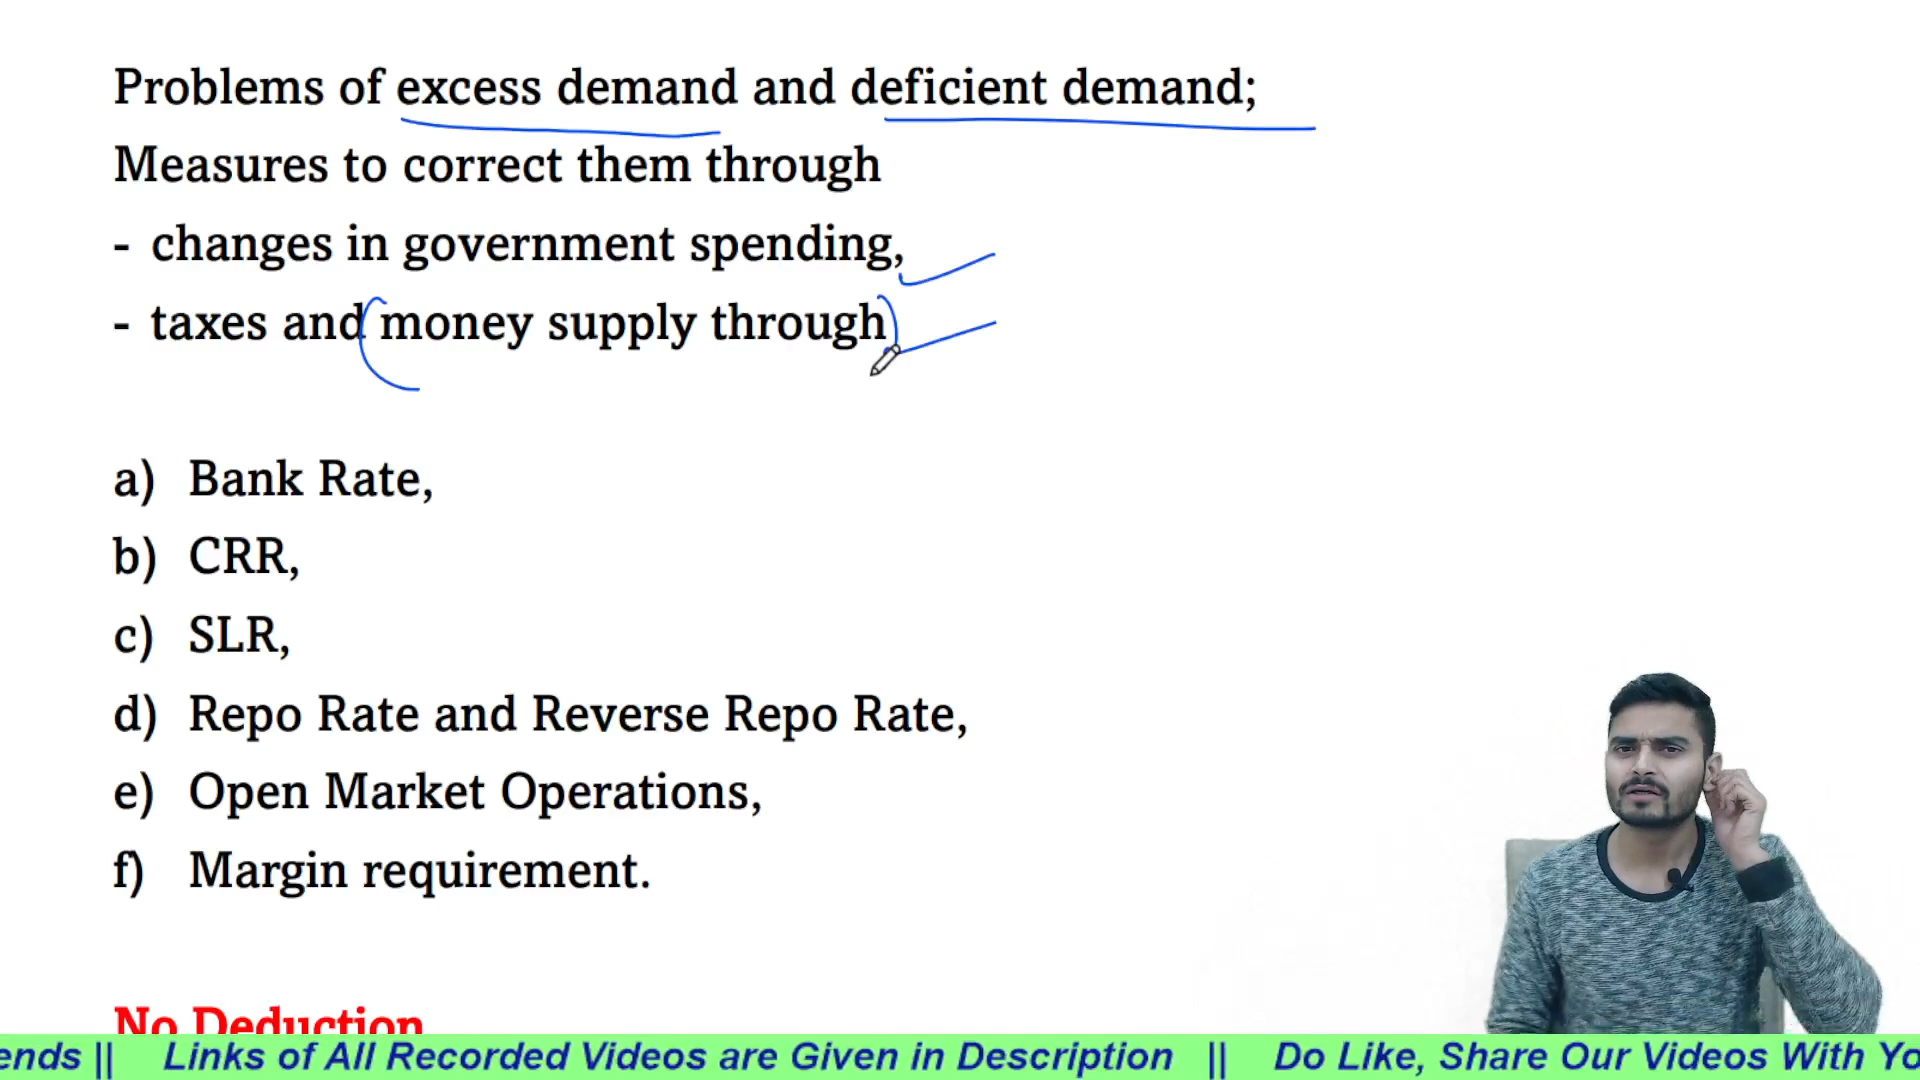 Problems of excess demand and deficient demand;
Measures to correct them through
- changes in government spending,
- taxes and money supply through
a) Bank Rate,
b) CRR,
c) SLR,
d) Repo Rate and Reverse Repo Rate,
e) Open Market Operations,
f) Margin requirement.
No Deduction
ends || Links of All Recorded Videos are Given in Description || Do Like, Share Our Videos With Yo